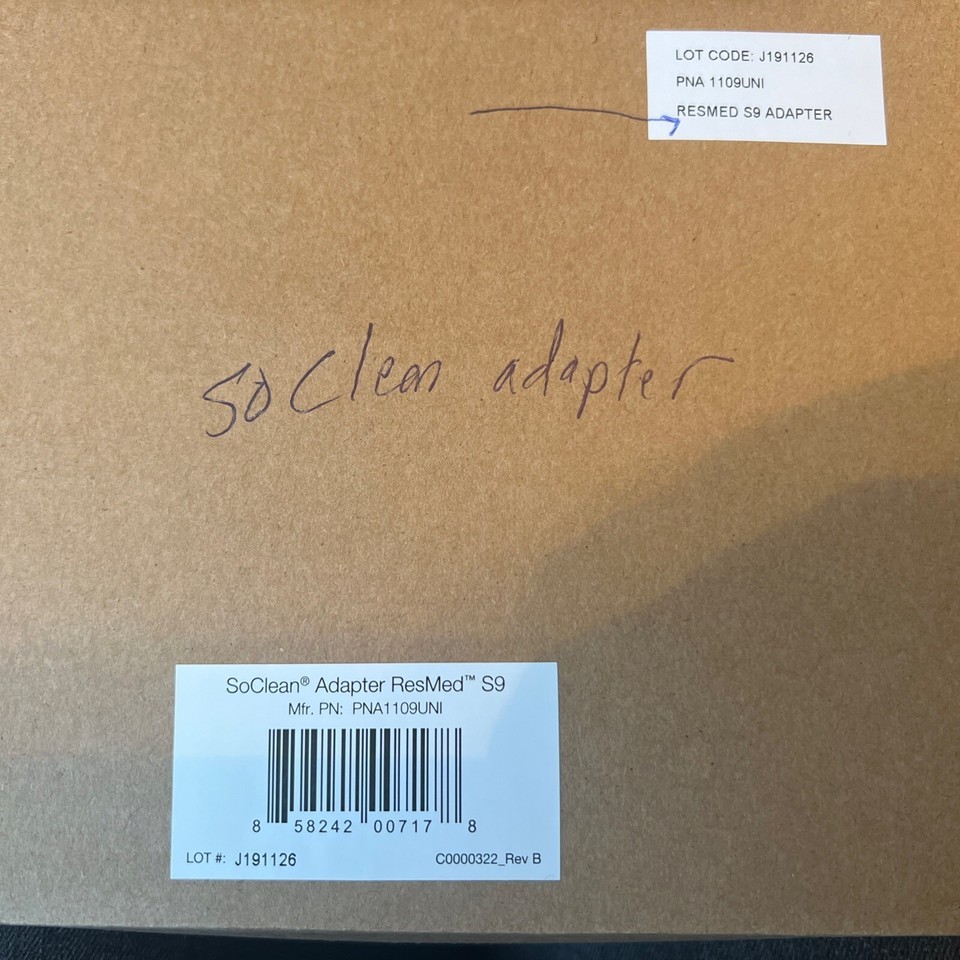 LOT CODE: J191126
PNA 1109UNI
RESMED S9 ADAPTER
SoClean adapter
SoClean® Adapter ResMed™ S9
Mfr. PN: PNA1109UNI
8 58242 00717 8
LOT #: J191126 C0000322_Rev B